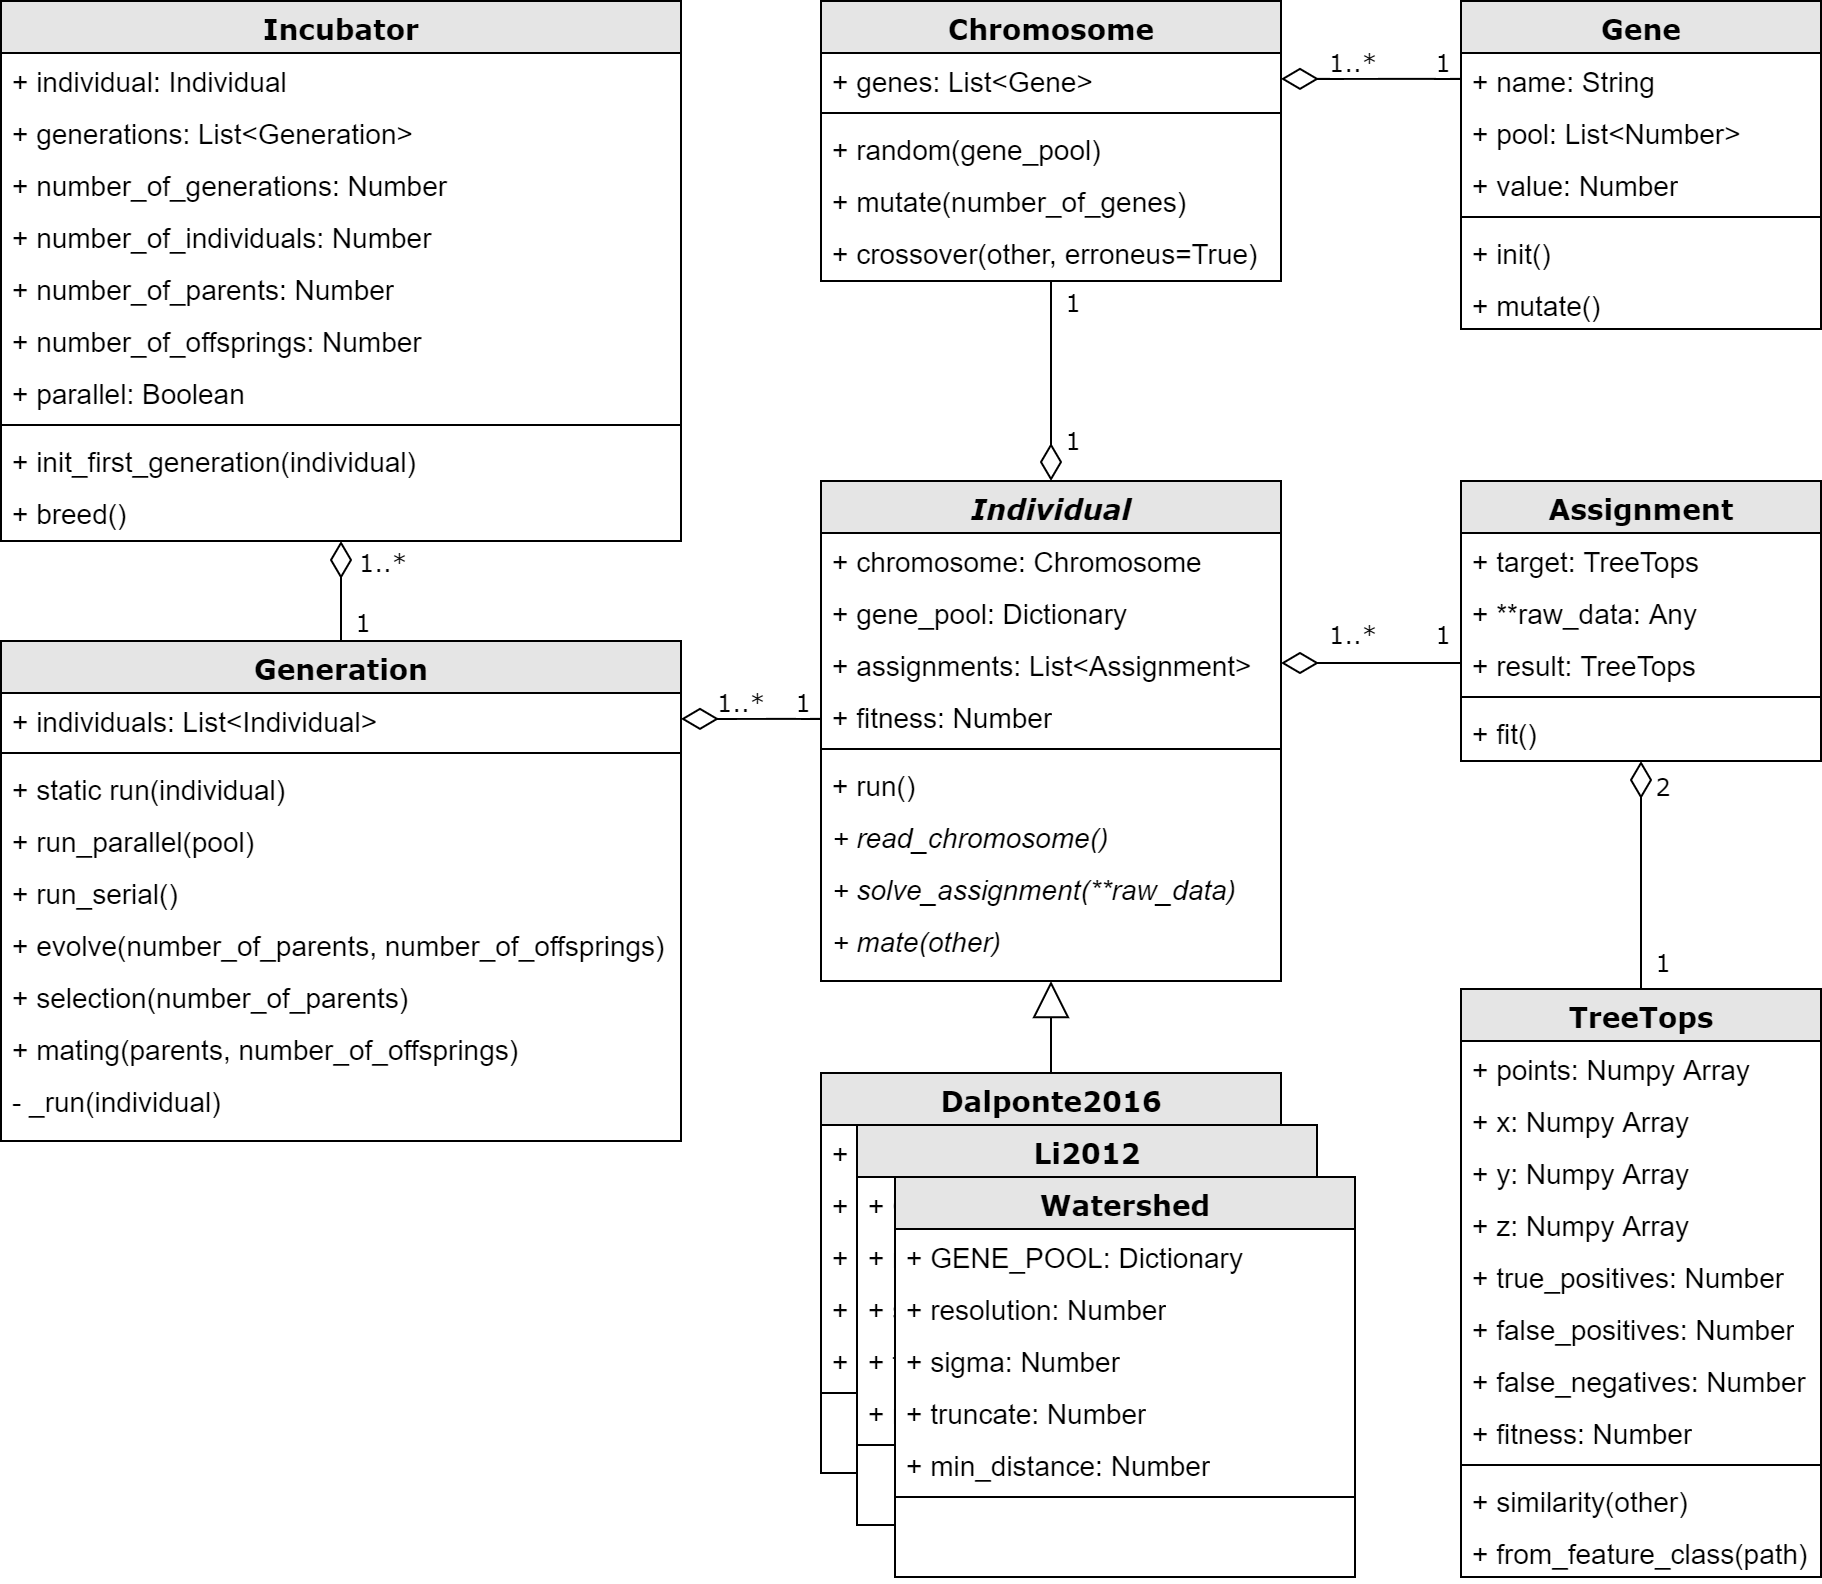 Incubator
+ individual: Individual
+ generations: List<Generation>
+ number_of_generations: Number
+ number_of_individuals: Number
+ number_of_parents: Number
+ number_of_offsprings: Number
+ parallel: Boolean
+ init_first_generation(individual)
+ breed()
1..*
1
Generation
+ individuals: List<Individual>
+ static run(individual)
+ run_parallel(pool)
+ run_serial()
+ evolve(number_of_parents, number_of_offsprings)
+ selection(number_of_parents)
+ mating(parents, number_of_offsprings)
- _run(individual)
1..* 1
Chromosome
+ genes: List<Gene>
+ random(gene_pool)
+ mutate(number_of_genes)
+ crossover(other, erroneus=True)
1..* 1
1
1
Gene
+ name: String
+ pool: List<Number>
+ value: Number
+ init()
+ mutate()
Individual
+ chromosome: Chromosome
+ gene_pool: Dictionary
+ assignments: List<Assignment>
+ fitness: Number
+ run()
+ read_chromosome()
+ solve_assignment(**raw_data)
+ mate(other)
1..* 1
Assignment
+ target: TreeTops
+ **raw_data: Any
+ result: TreeTops
+ fit()
2
1
Dalponte2016
+
+
+
+
+
Li2012
+
+
+
+
+
Watershed
+ GENE_POOL: Dictionary
+ resolution: Number
+ sigma: Number
+ truncate: Number
+ min_distance: Number
TreeTops
+ points: Numpy Array
+ x: Numpy Array
+ y: Numpy Array
+ z: Numpy Array
+ true_positives: Number
+ false_positives: Number
+ false_negatives: Number
+ fitness: Number
+ similarity(other)
+ from_feature_class(path)